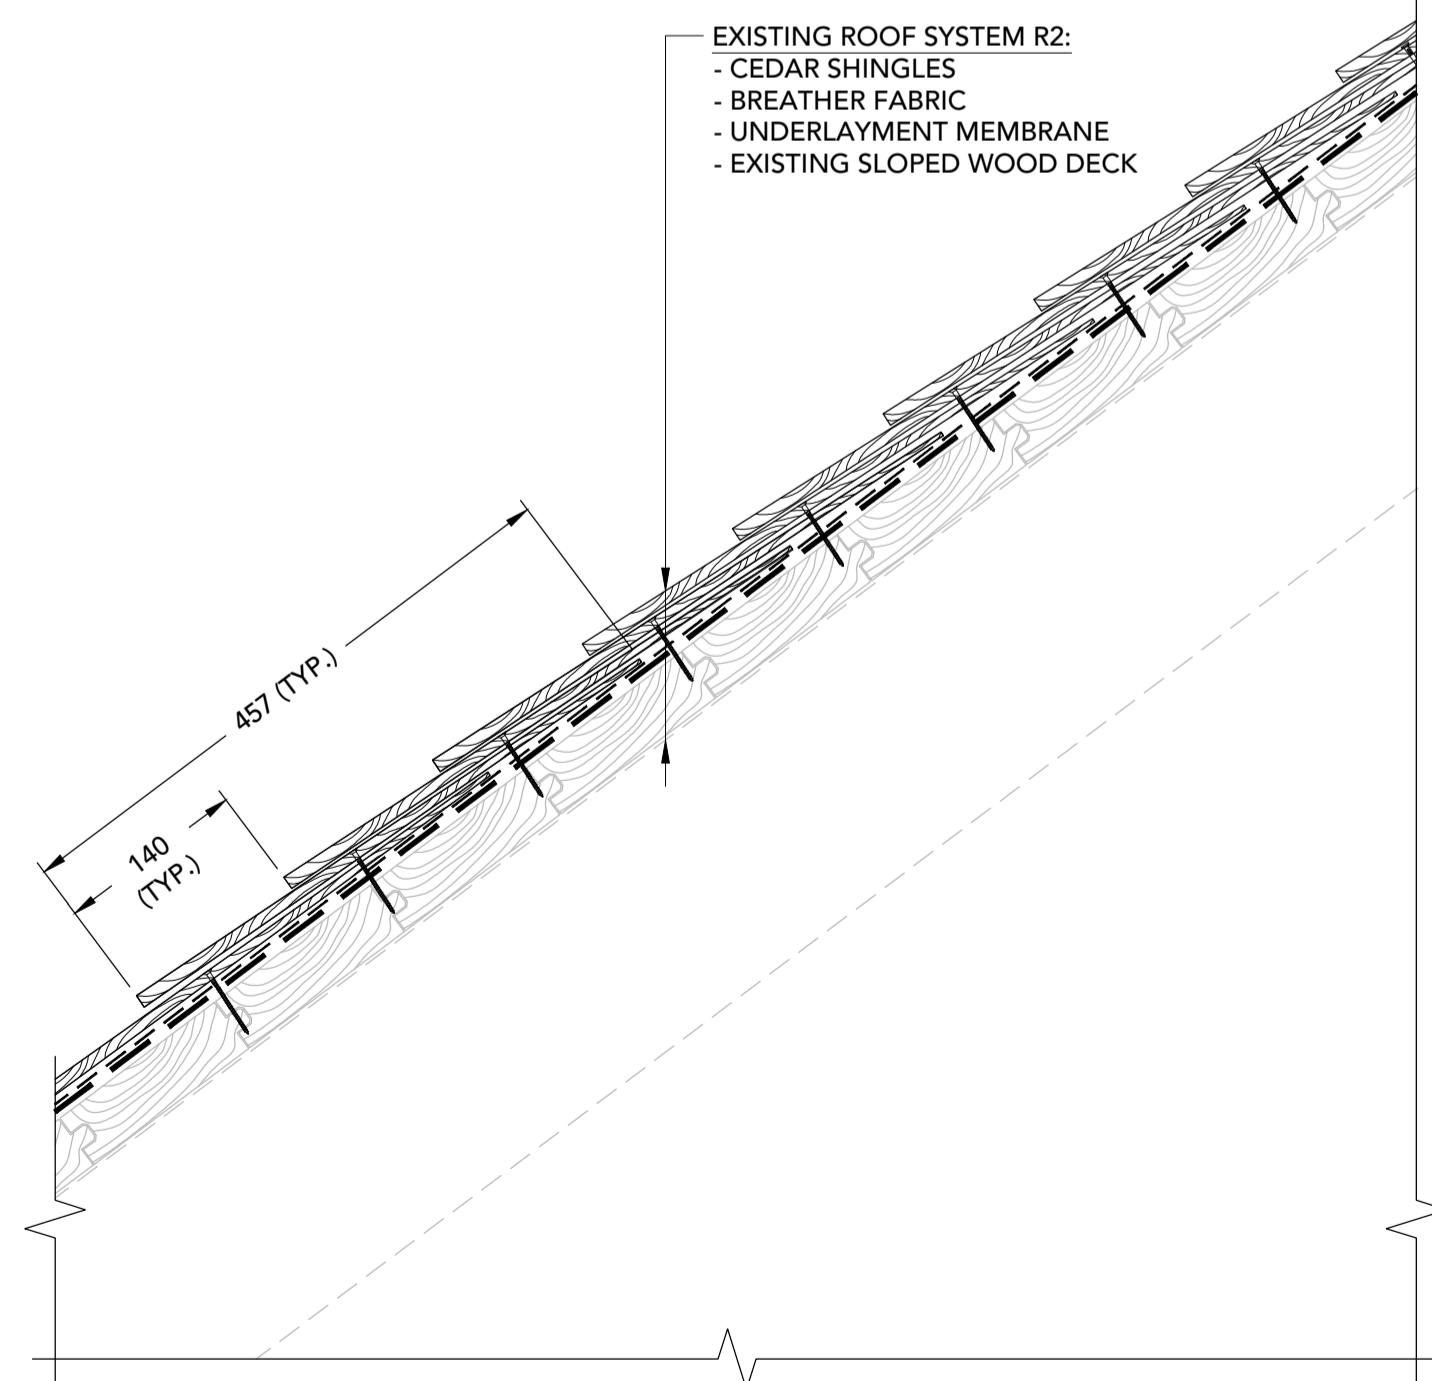 EXISTING ROOF SYSTEM R2:
- CEDAR SHINGLES
- BREATHER FABRIC
- UNDERLAYMENT MEMBRANE
- EXISTING SLOPED WOOD DECK
457 (TYP.)
140
(TYP.)